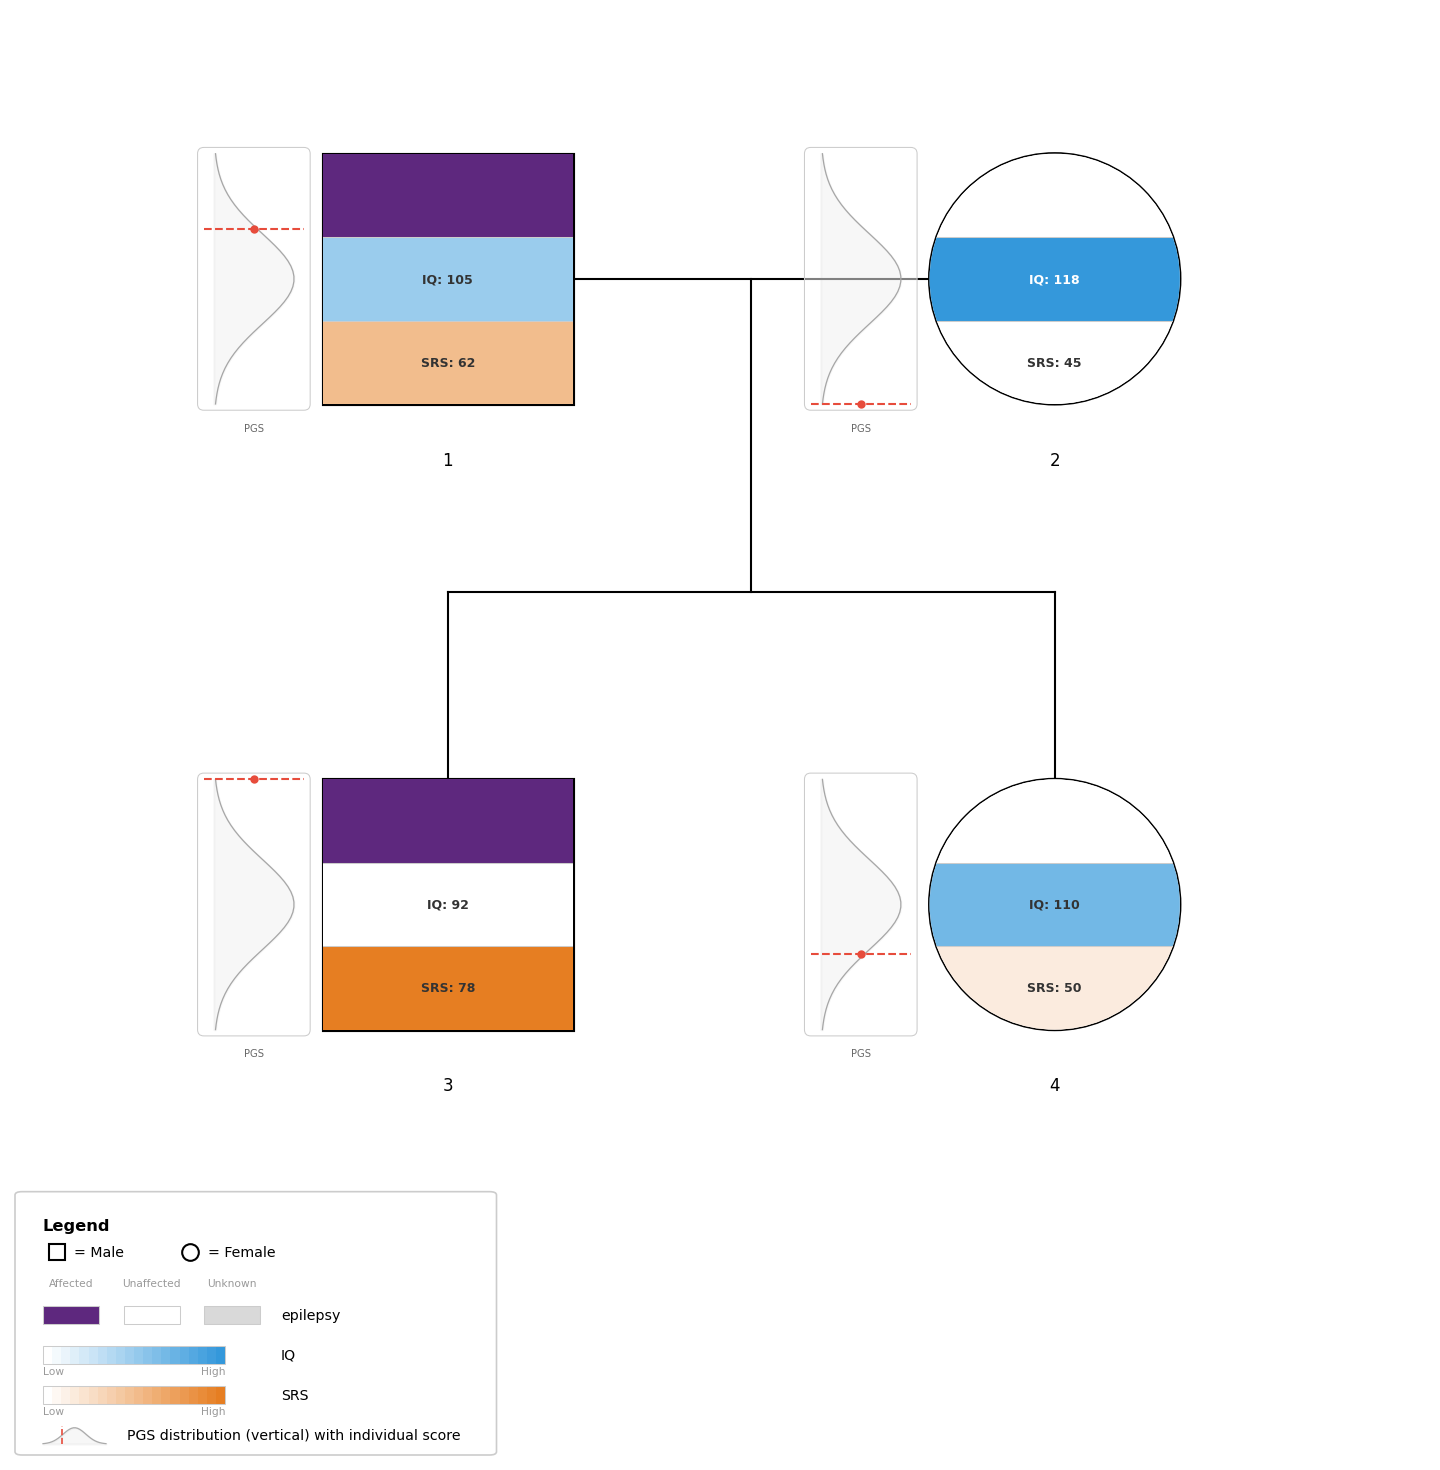 IQ: 105
IQ: 118
SRS: 62
SRS: 45
PGS
PGS
1
2
IQ: 92
IQ: 110
SRS: 78
SRS: 50
PGS
PGS
3
4
Legend
= Male
= Female
Affected
Unaffected
Unknown
epilepsy
IQ
Low
High
SRS
Low
High
PGS distribution (vertical) with individual score